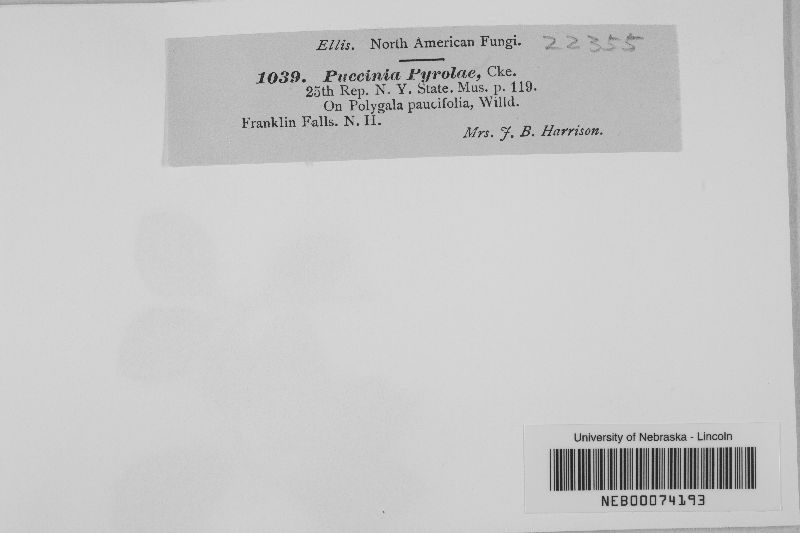 Ellis. North American Fungi. 22355
1039. Puccinia Pyrolae, Cke.
25th Rep. N. Y. State. Mus. p. 119.
On Polygala paucifolia, Willd.
Franklin Falls. N. H.
Mrs. J. B. Harrison.
University of Nebraska - Lincoln
NEB00074193